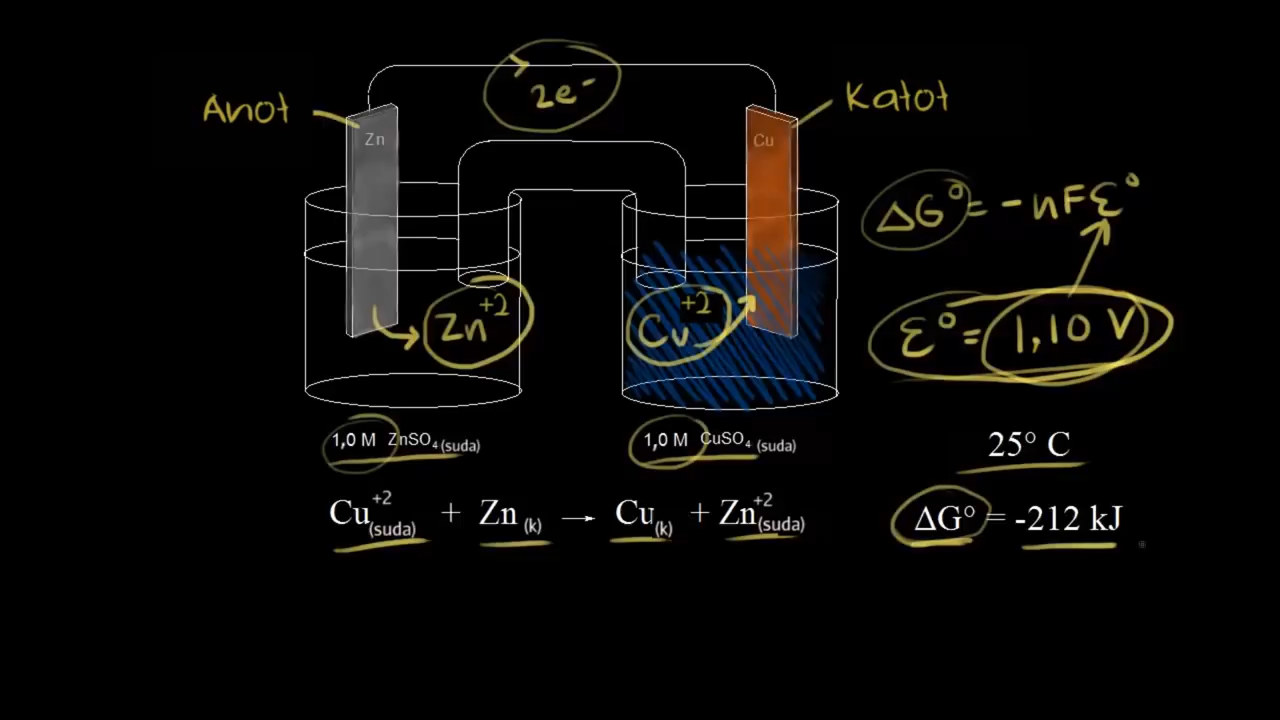 2e⁻
Anot
Katot
Zn
Cu
ΔG° = -nFε°
Zn⁺²
Cu⁺²
ε° = 1,10 V
1,0 M ZnSO₄ (suda)
1,0 M CuSO₄ (suda)
25° C
Cu⁺²(suda) + Zn (k) → Cu(k) + Zn⁺²(suda)
ΔG° = -212 kJ